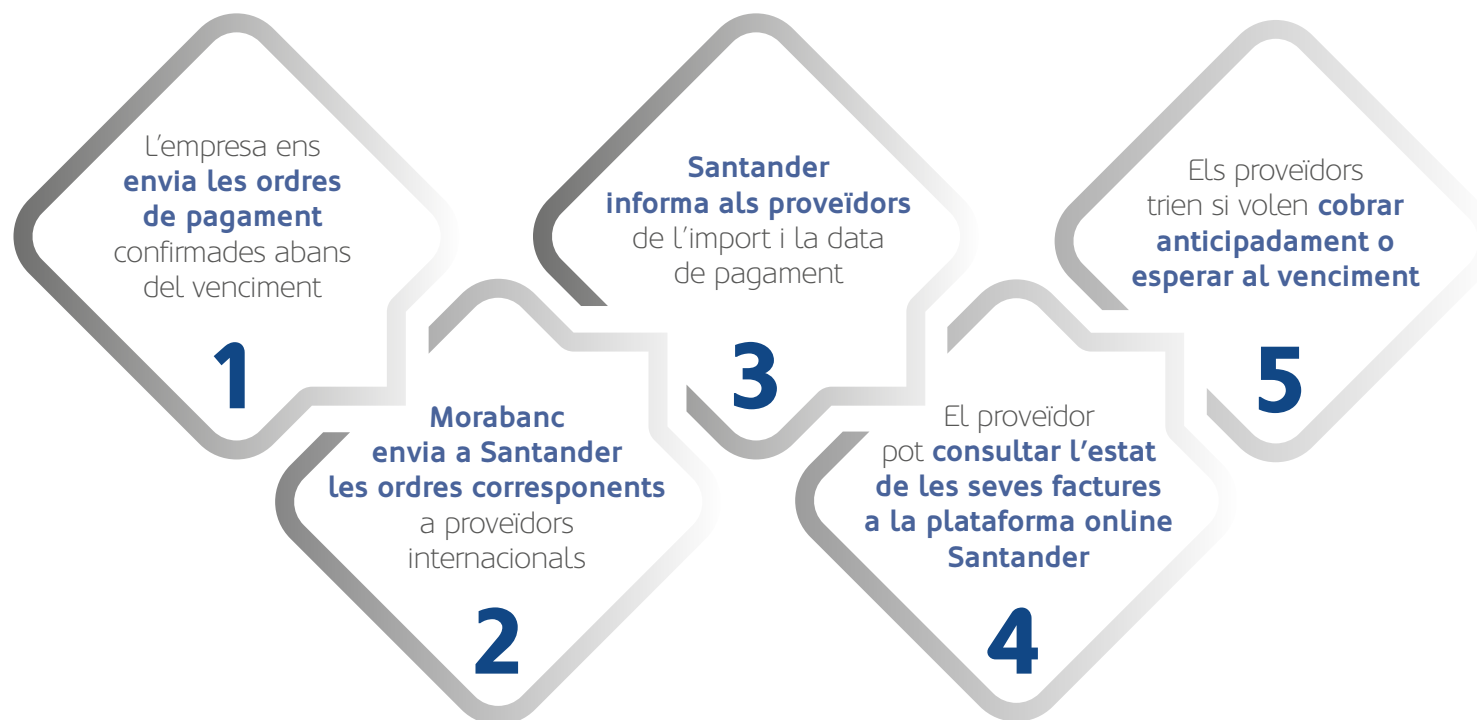 L'empresa ens
envia les ordres
de pagament
confirmades abans
del venciment
1
Morabanc
envia a Santander
les ordres corresponents
a proveïdors
internacionals
2
Santander
informa als proveïdors
de l'import i la data
de pagament
3
El proveïdor
pot consultar l'estat
de les seves factures
a la plataforma online
Santander
4
Els proveïdors
trien si volen cobrar
anticipadament o
esperar al venciment
5